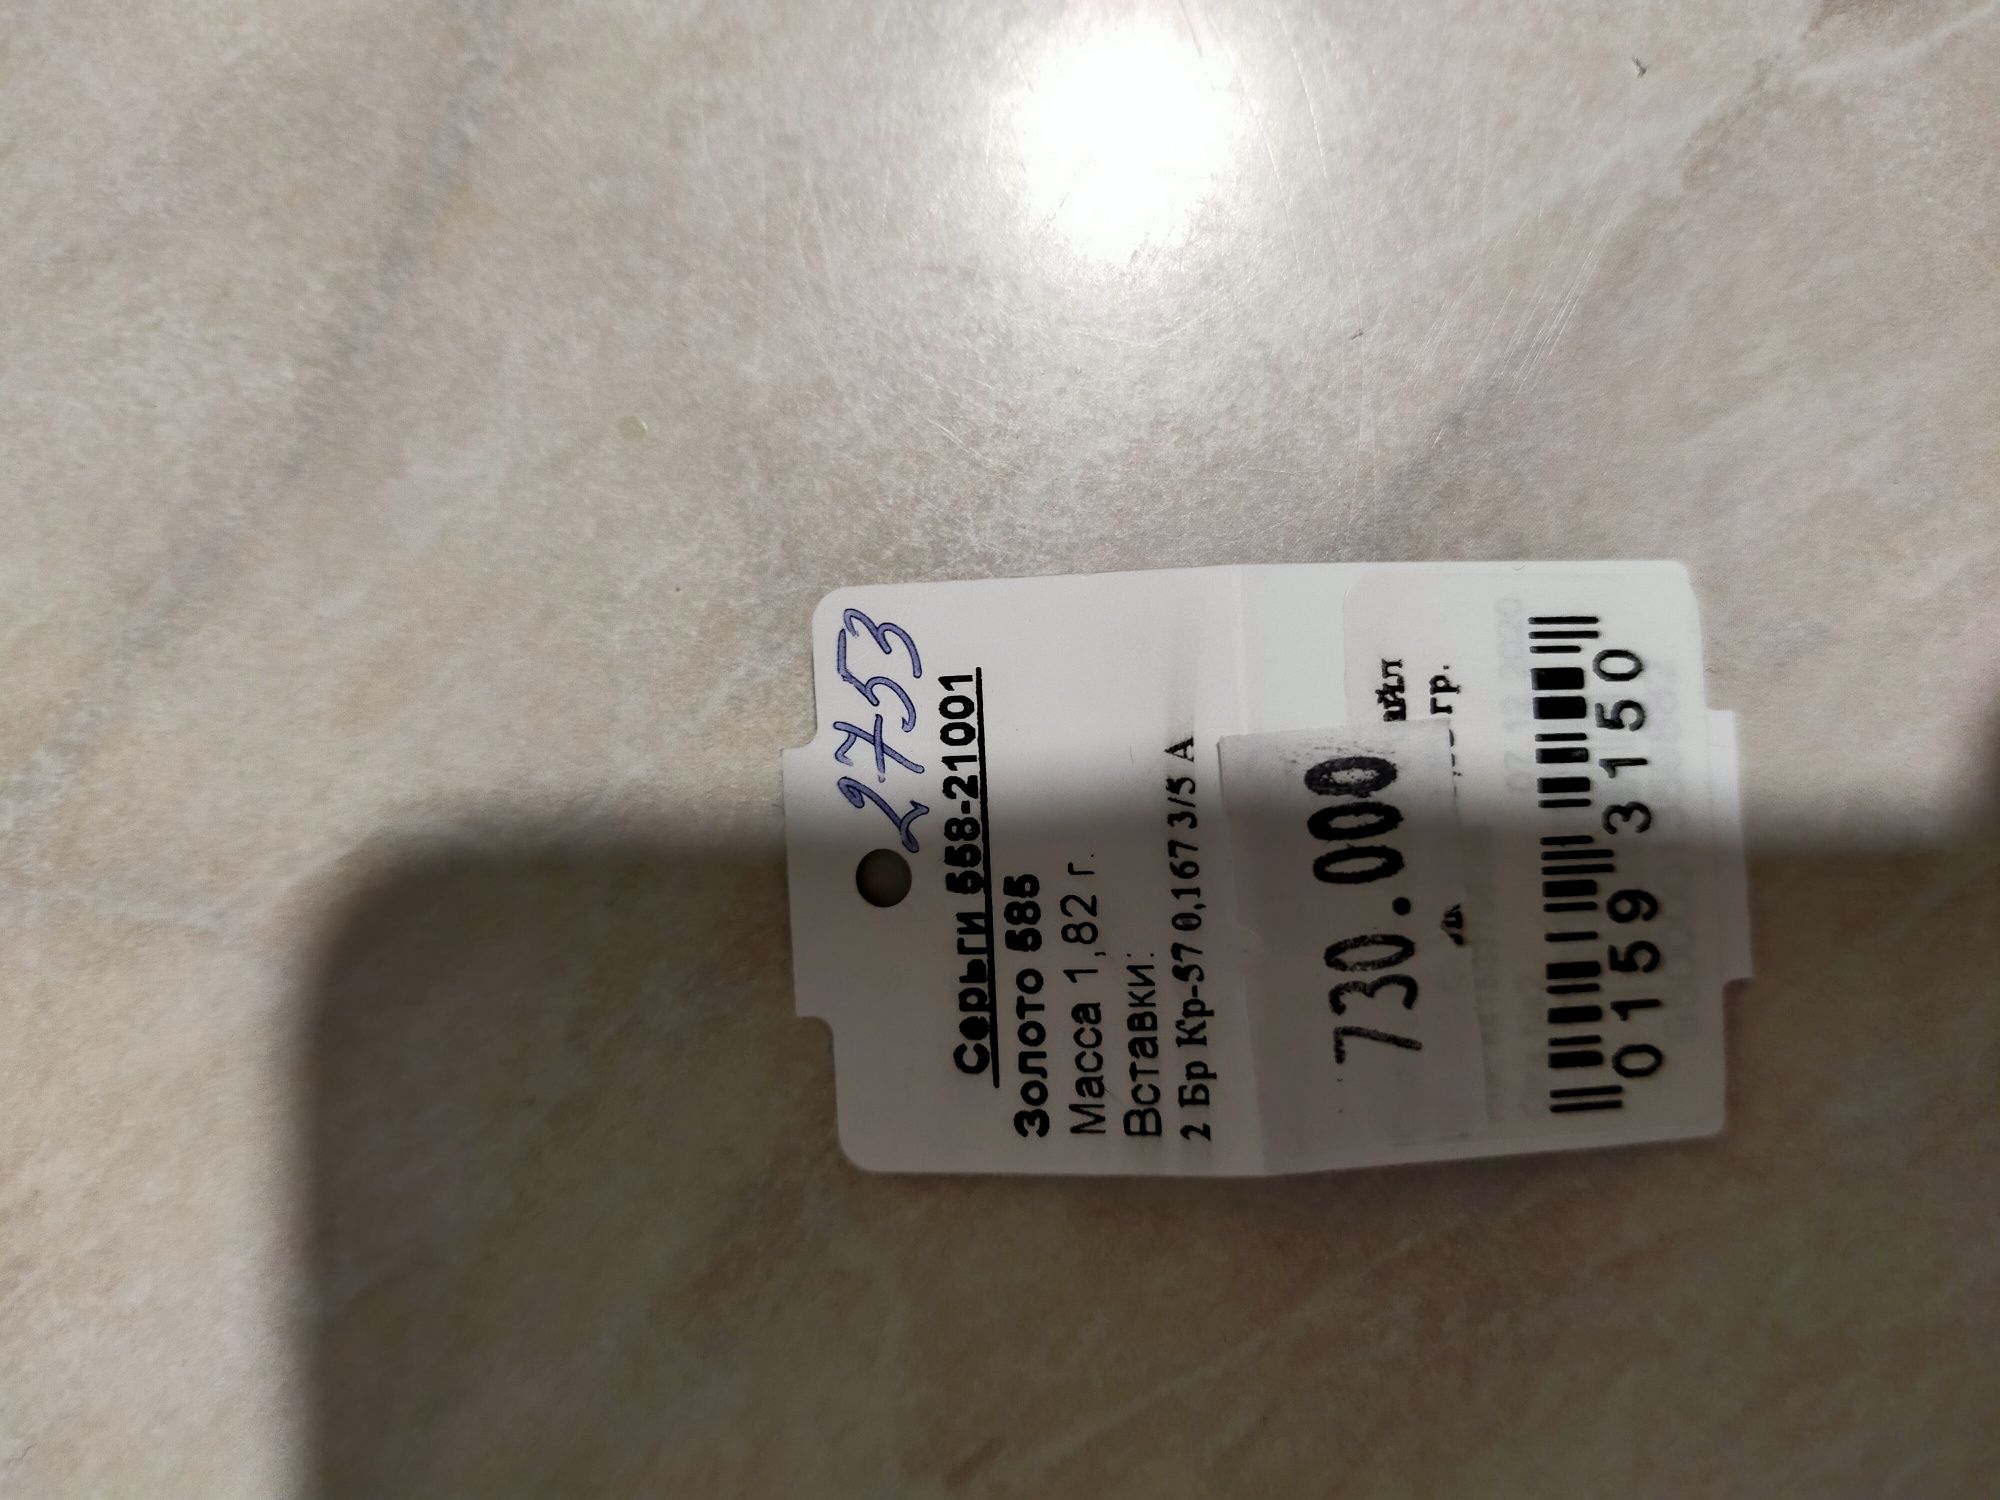 2753
Серьги 558-21001
Золото 585
Масса 1,82 г.
Вставки:
2 Бр Кр-57 0,167 3/5 А
730.000
гр.
0159 3150